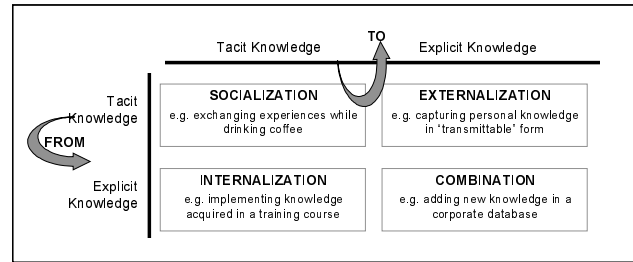 TO
Tacit Knowledge
Explicit Knowledge
Tacit
Knowledge
FROM
Explicit
Knowledge
SOCIALIZATION
e.g. exchanging experiences while
drinking coffee
EXTERNALIZATION
e.g. capturing personal knowledge
in ‘transmittable’ form
INTERNALIZATION
e.g. implementing knowledge
acquired in a training course
COMBINATION
e.g. adding new knowledge in a
corporate database